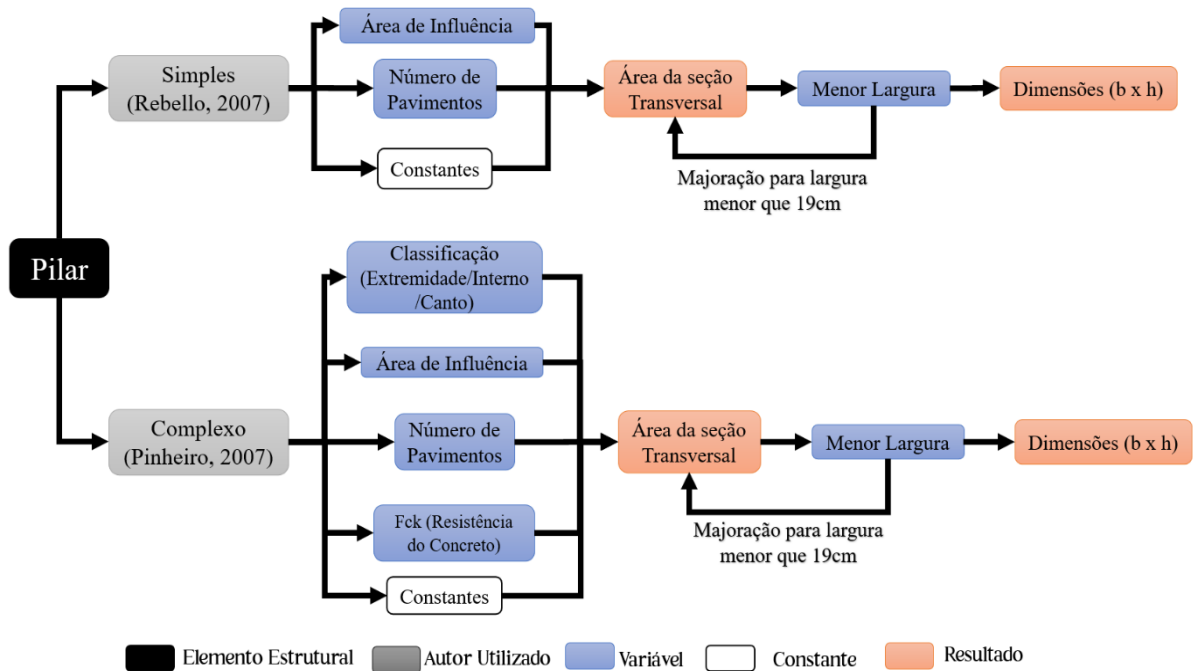 Pilar
Simples
(Rebello, 2007)
Área de Influência
Número de
Pavimentos
Constantes
Área da seção
Transversal
Menor Largura
Dimensões (b x h)
Majoração para largura
menor que 19cm
Complexo
(Pinheiro, 2007)
Classificação
(Extremidade/Interno
/Canto)
Área de Influência
Número de
Pavimentos
Fck (Resistência
do Concreto)
Constantes
Área da seção
Transversal
Menor Largura
Dimensões (b x h)
Majoração para largura
menor que 19cm
Elemento Estrutural
Autor Utilizado
Variável
Constante
Resultado